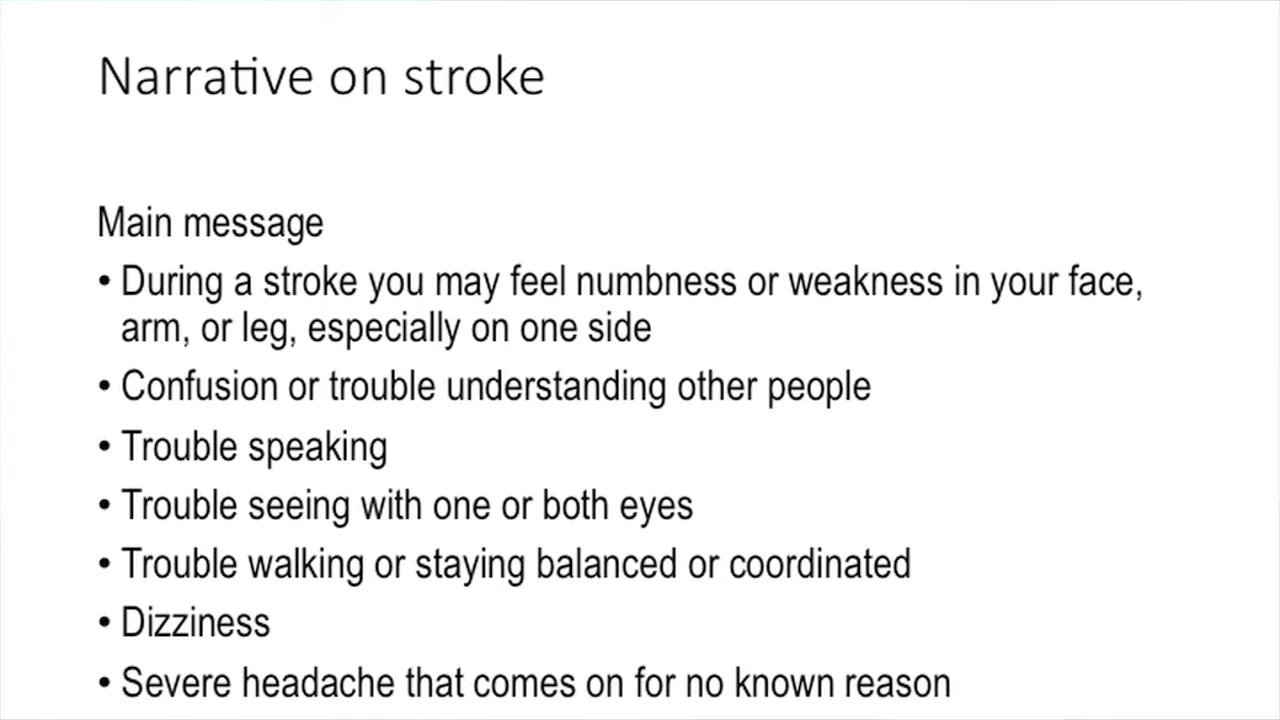 Narrative on stroke
Main message
• During a stroke you may feel numbness or weakness in your face,
arm, or leg, especially on one side
• Confusion or trouble understanding other people
• Trouble speaking
• Trouble seeing with one or both eyes
• Trouble walking or staying balanced or coordinated
• Dizziness
• Severe headache that comes on for no known reason